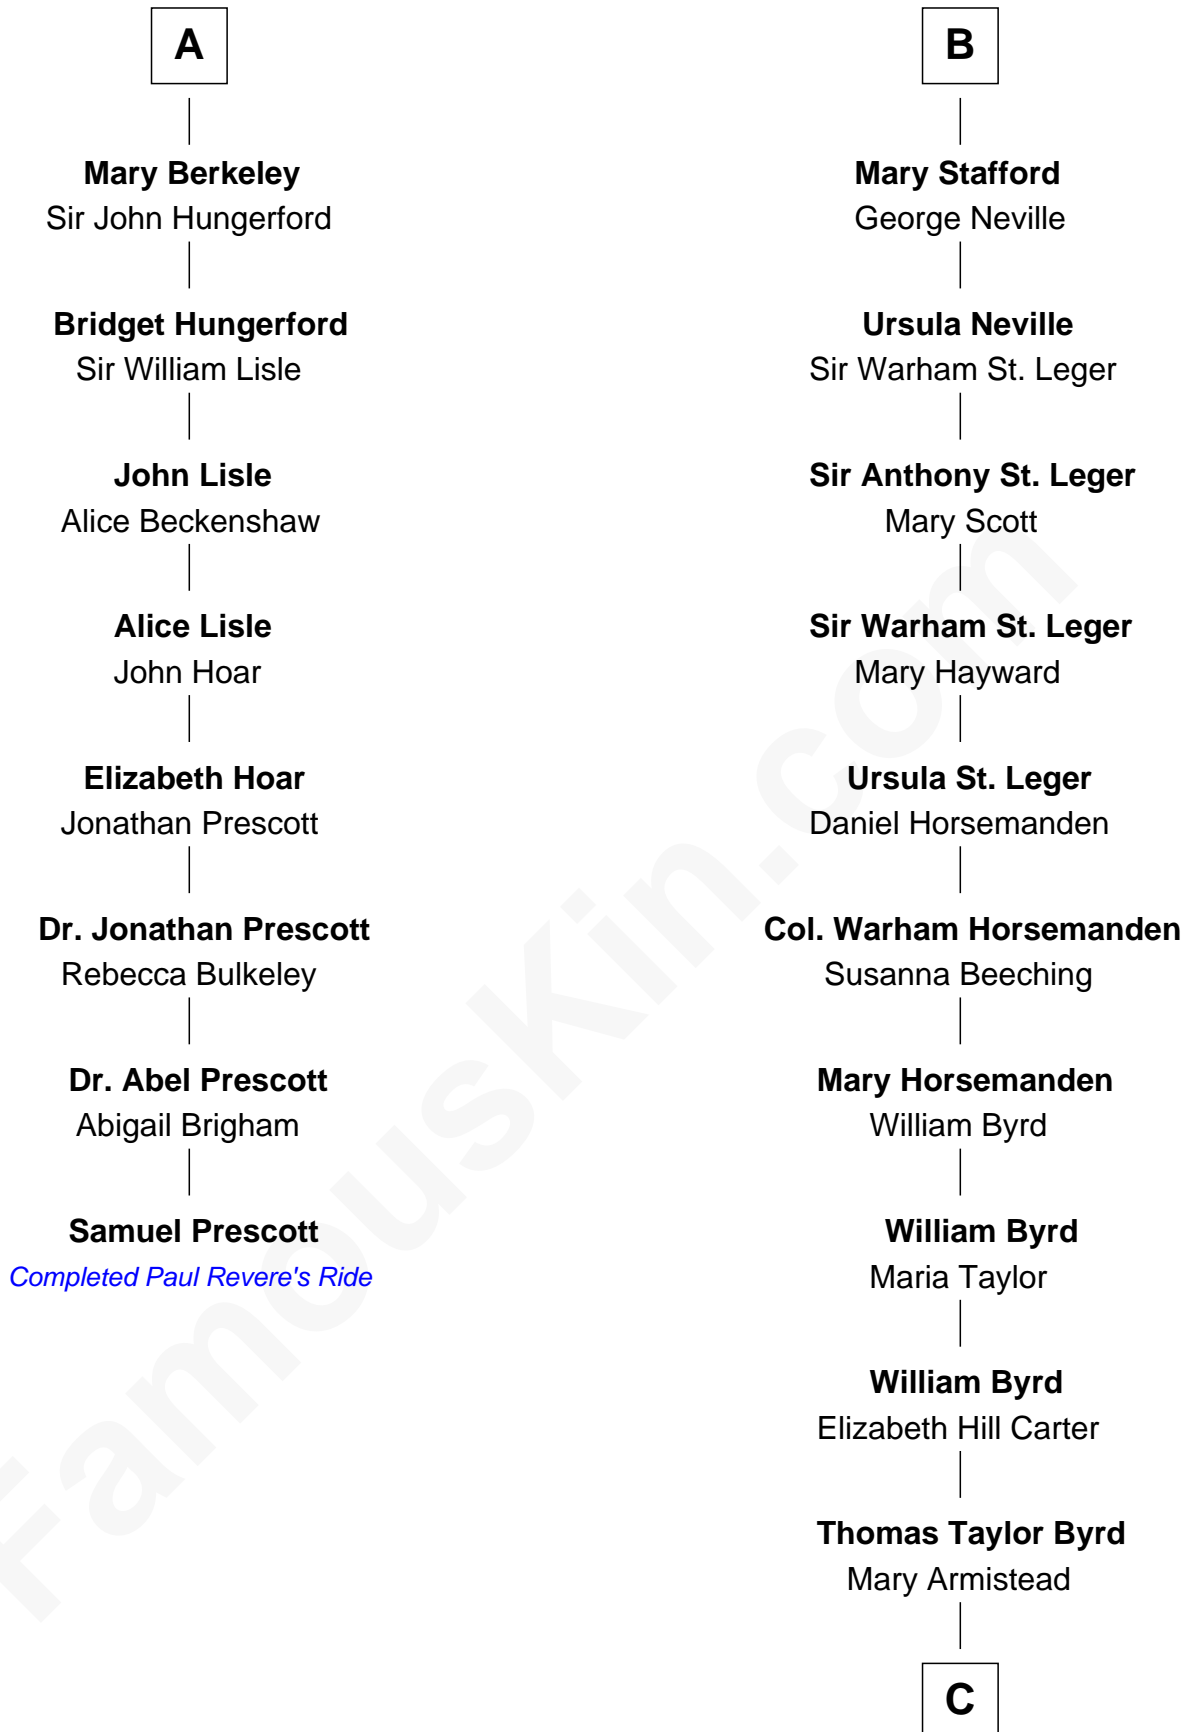 A
Mary Berkeley
Sir John Hungerford
Bridget Hungerford
Sir William Lisle
John Lisle
Alice Beckenshaw
Alice Lisle
John Hoar
Elizabeth Hoar
Jonathan Prescott
Dr. Jonathan Prescott
Rebecca Bulkeley
Dr. Abel Prescott
Abigail Brigham
Samuel Prescott
Completed Paul Revere's Ride
B
Mary Stafford
George Neville
Ursula Neville
Sir Warham St. Leger
Sir Anthony St. Leger
Mary Scott
Sir Warham St. Leger
Mary Hayward
Ursula St. Leger
Daniel Horsemanden
Col. Warham Horsemanden
Susanna Beeching
Mary Horsemanden
William Byrd
William Byrd
Maria Taylor
William Byrd
Elizabeth Hill Carter
Thomas Taylor Byrd
Mary Armistead
C
FamousKin.com